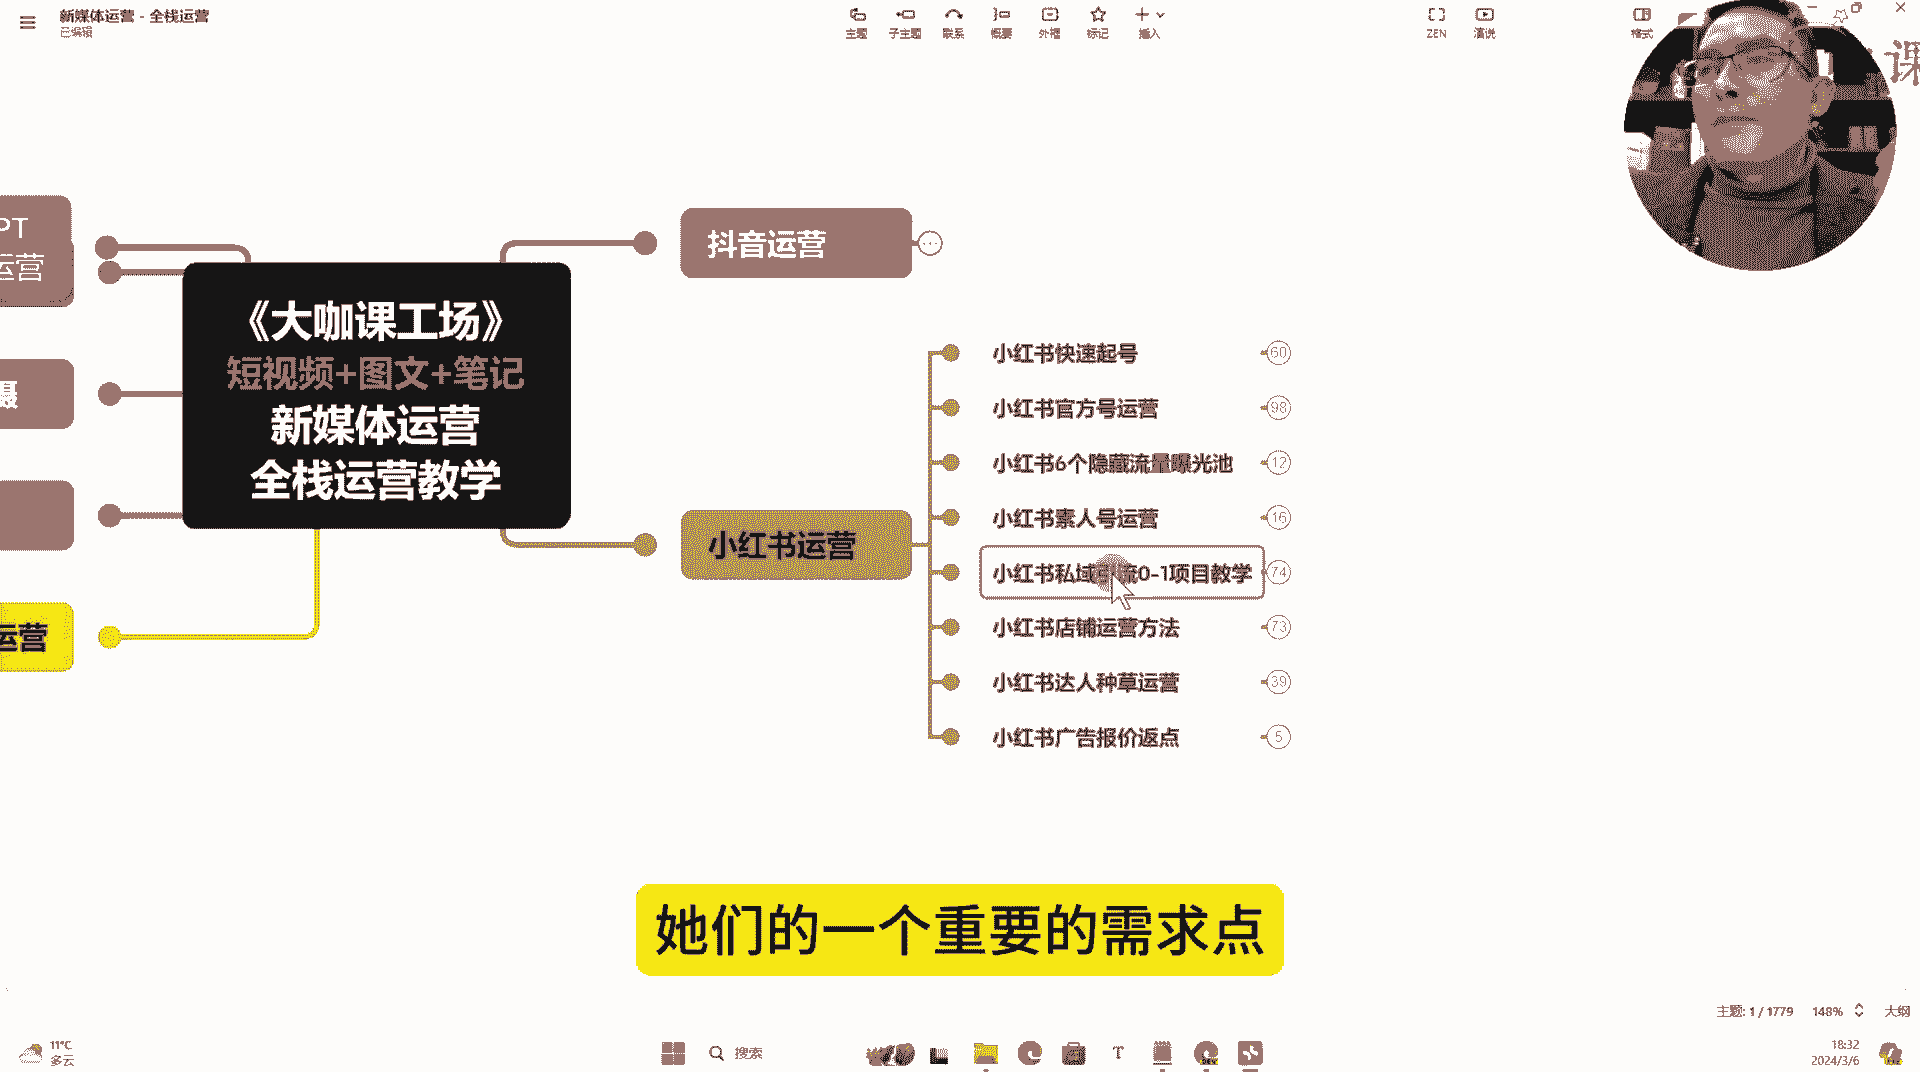 新媒体运营 - 全栈运营
已编辑
主题
子主题
联系
概要
外框
标记
插入
ZEN
演说
格式
课
PT
运营
摄
运营
《大咖课工场》
短视频+图文+笔记
新媒体运营
全栈运营教学
抖音运营
小红书运营
小红书快速起号 60
小红书官方号运营 98
小红书6个隐藏流量曝光池 12
小红书素人号运营 16
小红书私域引流0-1项目教学 74
小红书店铺运营方法 73
小红书达人种草运营 39
小红书广告报价返点 5
她们的一个重要的需求点
主题: 1 / 1779
148%
大纲
11°C
多云
搜索
18:32
2024/3/6